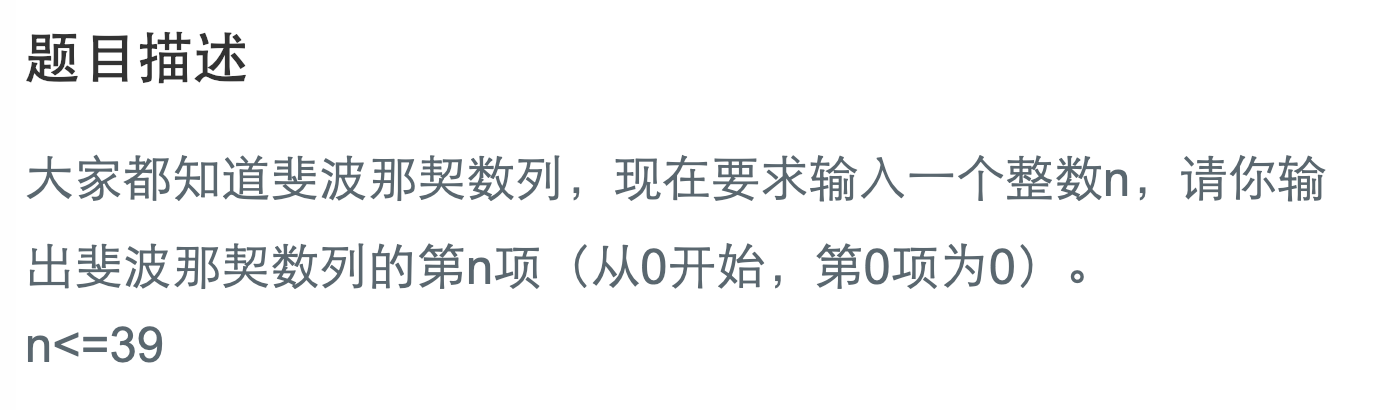 题目描述
大家都知道斐波那契数列，现在要求输入一个整数n，请你输
出斐波那契数列的第n项（从0开始，第0项为0）。
n<=39